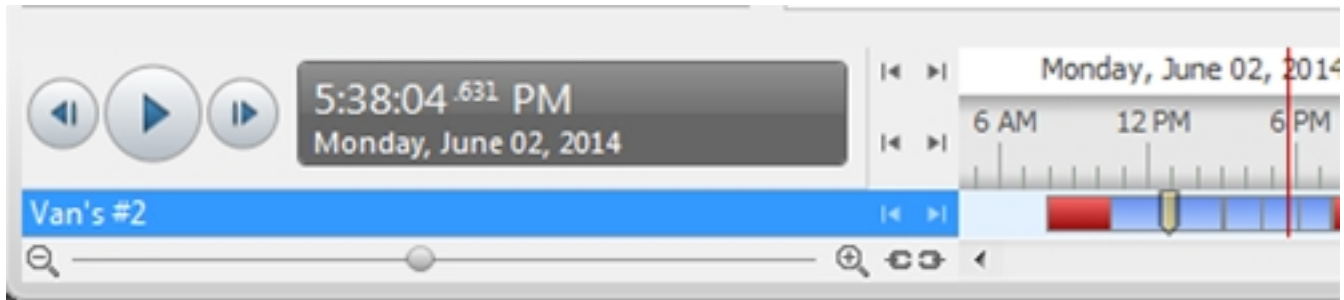 5:38:04.631 PM
Monday, June 02, 2014
Monday, June 02, 2014
6 AM 12 PM 6 PM
Van's #2